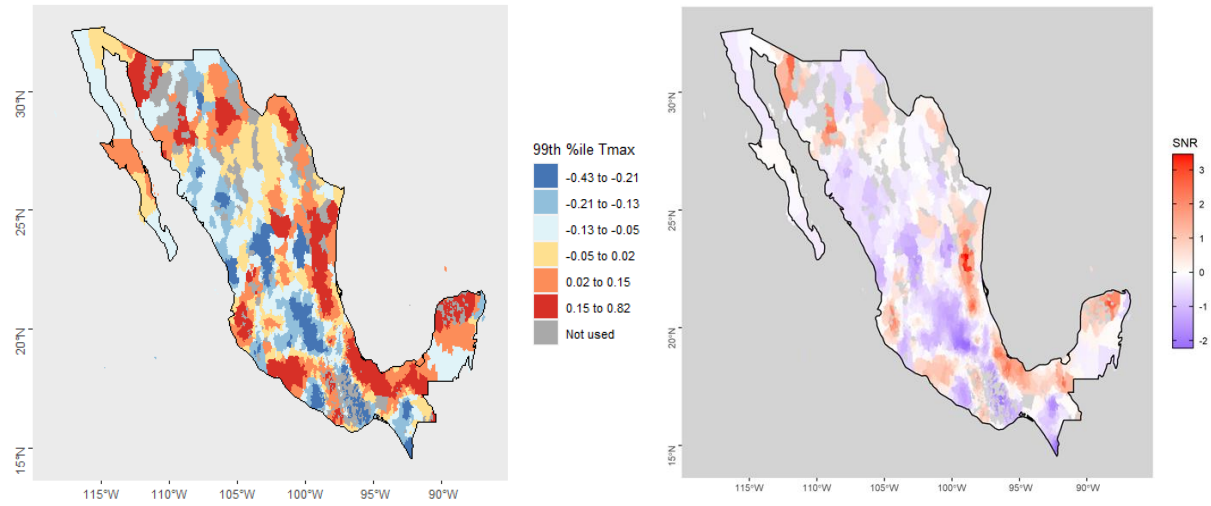 30°N
25°N
20°N
15°N
115°W 110°W 105°W 100°W 95°W 90°W
99th %ile Tmax
-0.43 to -0.21
-0.21 to -0.13
-0.13 to -0.05
-0.05 to 0.02
0.02 to 0.15
0.15 to 0.82
Not used
30°N
25°N
20°N
15°N
115°W 110°W 105°W 100°W 95°W 90°W
SNR
3
2
1
0
-1
-2